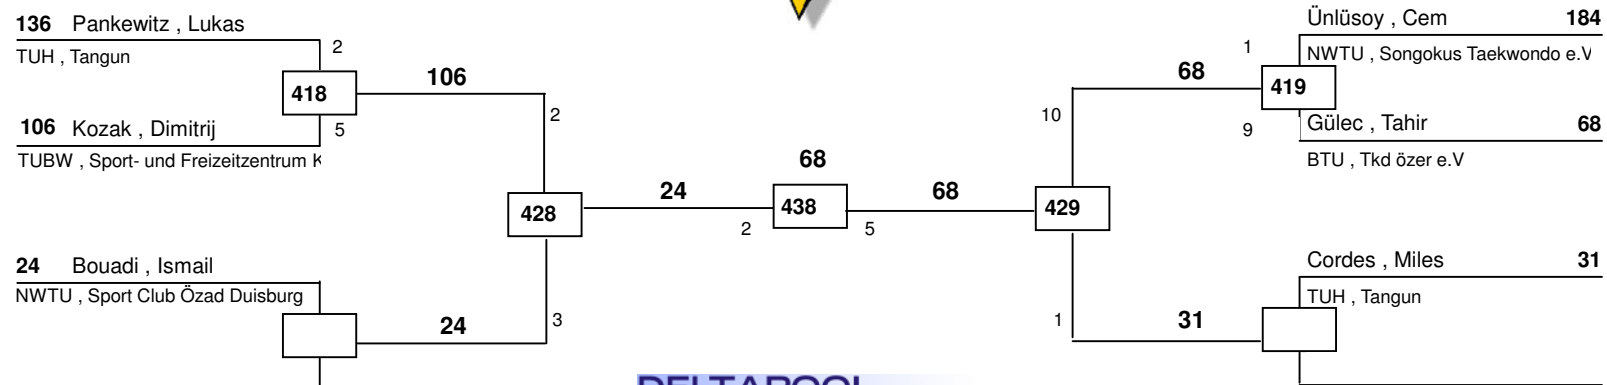 136 Pankewitz , Lukas
TUH , Tangun
2
418
106
106 Kozak , Dimitrij
5
TUBW , Sport- und Freizeitzentrum K
2
428
24
2
68
438
5
68
429
24 Bouadi , Ismail
NWTU , Sport Club Özad Duisburg
24
3
Ünlüsoy , Cem 184
1
NWTU , Songokus Taekwondo e.V
68
419
10
9
Gülec , Tahir 68
BTU , Tkd özer e.V
Cordes , Miles 31
TUH , Tangun
1
31
DELTAPOOL